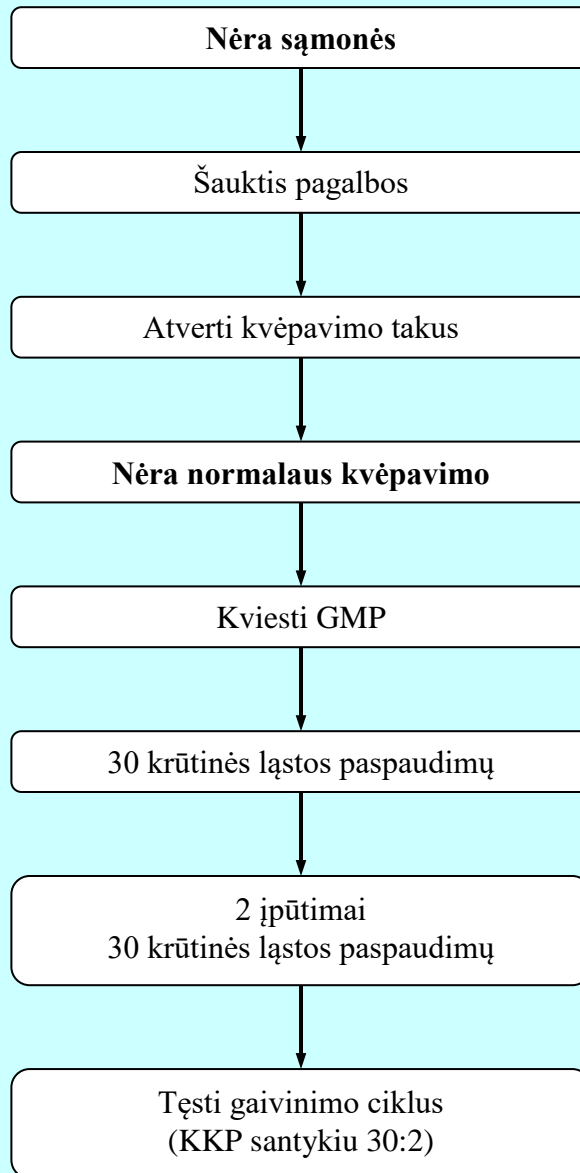 Nėra sąmonės
Šauktis pagalbos
Atverti kvėpavimo takus
Nėra normalaus kvėpavimo
Kviesti GMP
30 krūtinės ląstos paspaudimų
2 įpūtimai
30 krūtinės ląstos paspaudimų
Tęsti gaivinimo ciklus
(KKP santykiu 30:2)